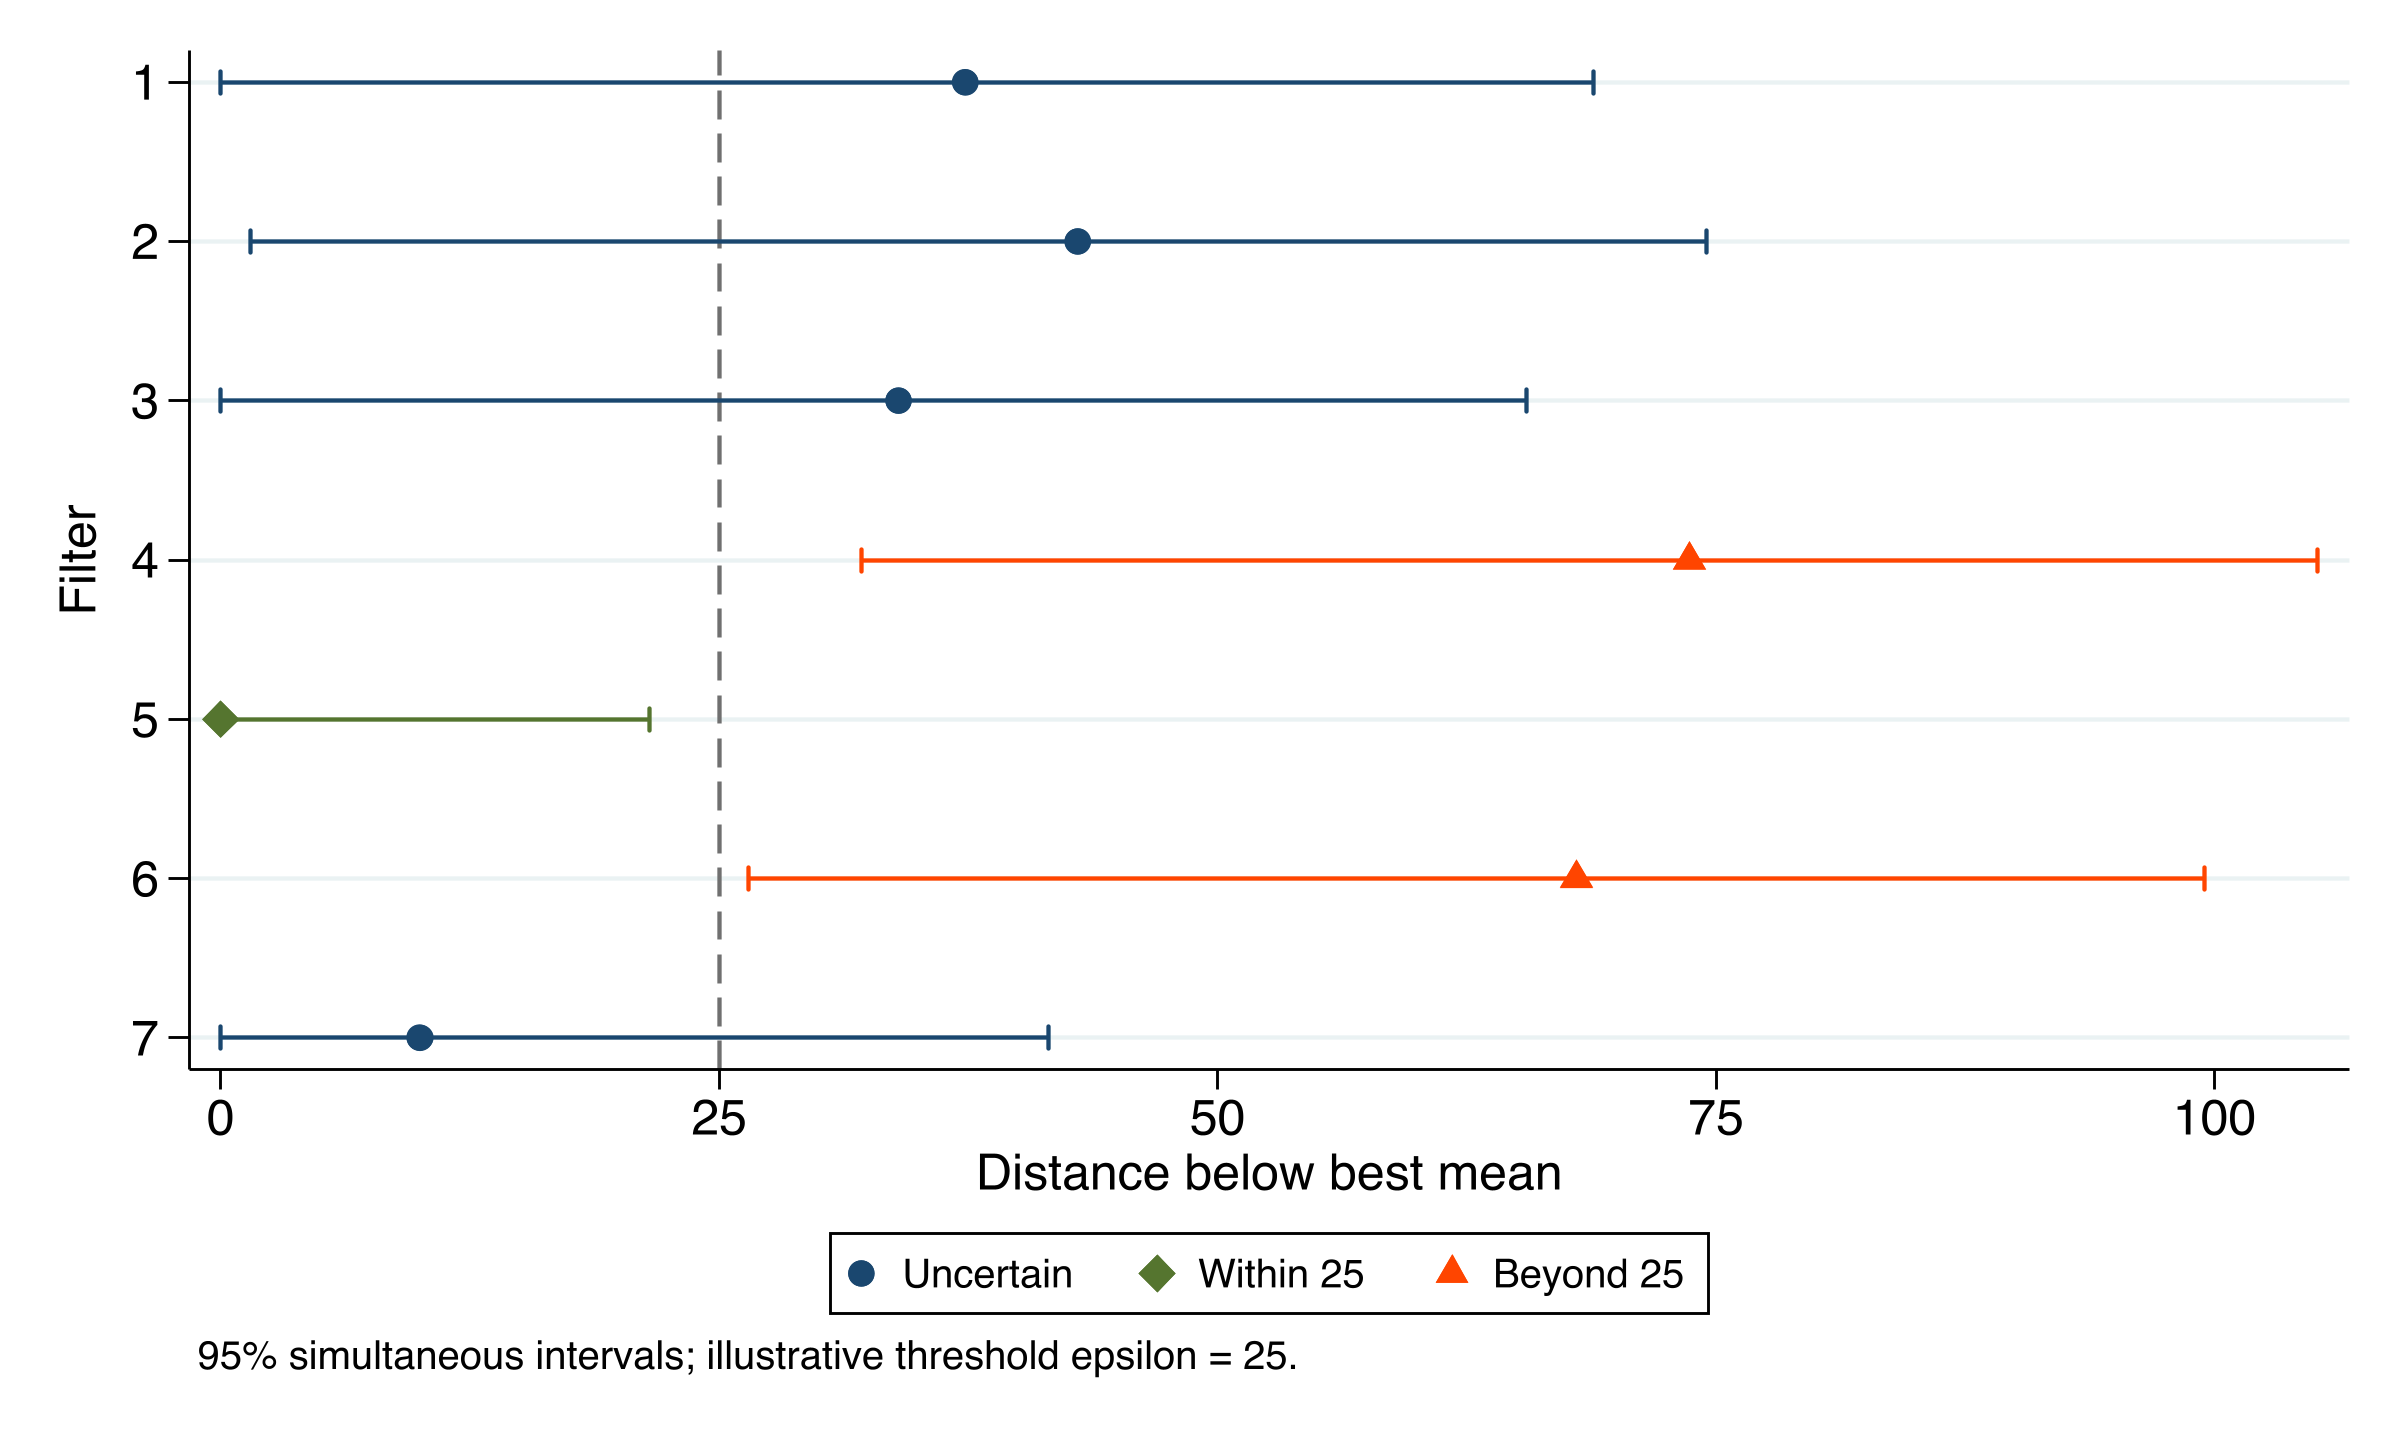 1
2
3
4
5
6
7
Filter
0 25 50 75 100
Distance below best mean
Uncertain Within 25 Beyond 25
95% simultaneous intervals; illustrative threshold epsilon = 25.